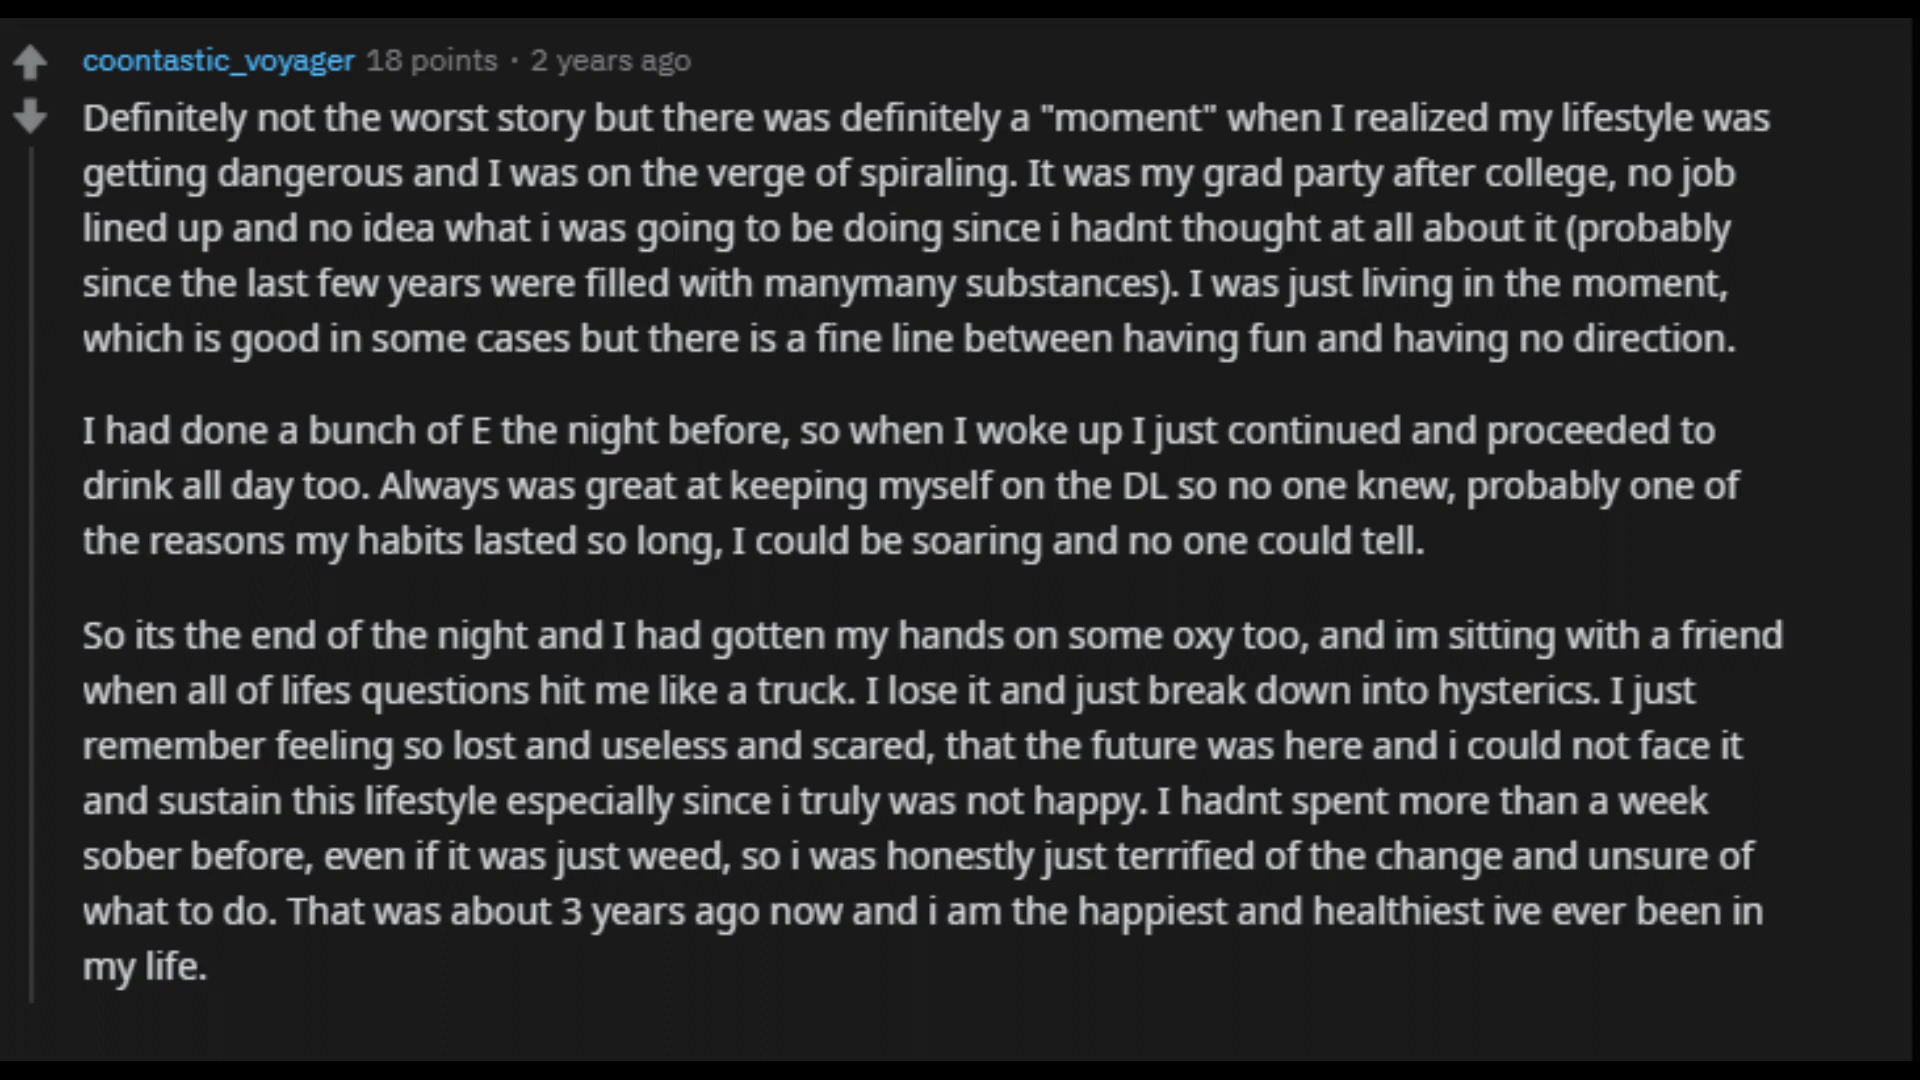 coontastic_voyager 18 points · 2 years ago
Definitely not the worst story but there was definitely a "moment" when I realized my lifestyle was
getting dangerous and I was on the verge of spiraling. It was my grad party after college, no job
lined up and no idea what i was going to be doing since i hadnt thought at all about it (probably
since the last few years were filled with manymany substances). I was just living in the moment,
which is good in some cases but there is a fine line between having fun and having no direction.
I had done a bunch of E the night before, so when I woke up I just continued and proceeded to
drink all day too. Always was great at keeping myself on the DL so no one knew, probably one of
the reasons my habits lasted so long, I could be soaring and no one could tell.
So its the end of the night and I had gotten my hands on some oxy too, and im sitting with a friend
when all of lifes questions hit me like a truck. I lose it and just break down into hysterics. I just
remember feeling so lost and useless and scared, that the future was here and i could not face it
and sustain this lifestyle especially since i truly was not happy. I hadnt spent more than a week
sober before, even if it was just weed, so i was honestly just terrified of the change and unsure of
what to do. That was about 3 years ago now and i am the happiest and healthiest ive ever been in
my life.